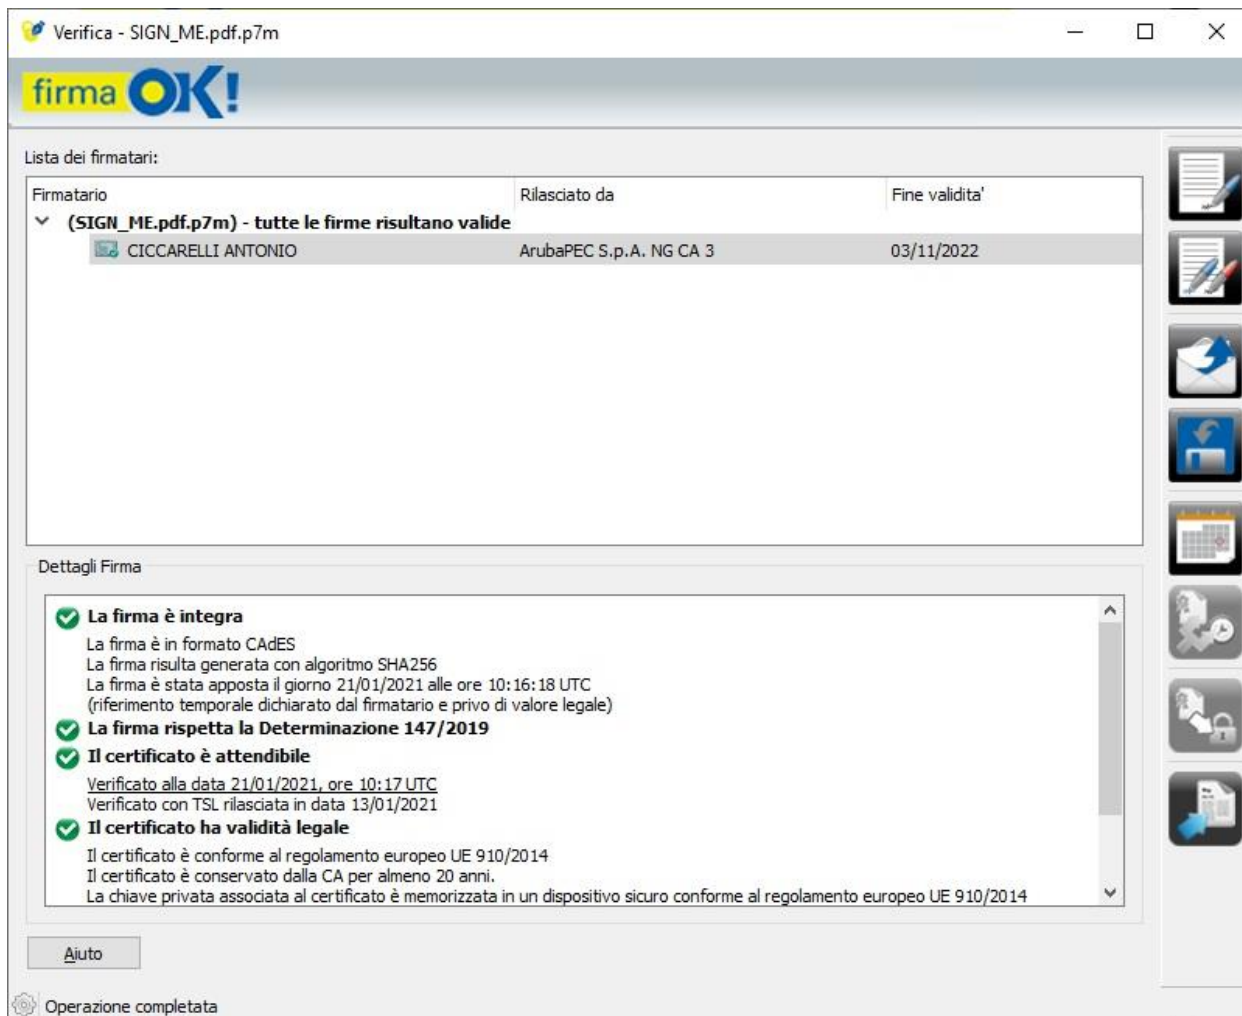 Verifica - SIGN_ME.pdf.p7m
firma OK!
Lista dei firmatari:
Firmatario Rilasciato da Fine validita'
(SIGN_ME.pdf.p7m) - tutte le firme risultano valide
CICCARELLI ANTONIO ArubaPEC S.p.A. NG CA 3 03/11/2022
Dettagli Firma
La firma è integra
La firma è in formato CAdES
La firma risulta generata con algoritmo SHA256
La firma è stata apposta il giorno 21/01/2021 alle ore 10:16:18 UTC
(riferimento temporale dichiarato dal firmatario e privo di valore legale)
La firma rispetta la Determinazione 147/2019
Il certificato è attendibile
Verificato alla data 21/01/2021, ore 10:17 UTC
Verificato con TSL rilasciata in data 13/01/2021
Il certificato ha validità legale
Il certificato è conforme al regolamento europeo UE 910/2014
Il certificato è conservato dalla CA per almeno 20 anni.
La chiave privata associata al certificato è memorizzata in un dispositivo sicuro conforme al regolamento europeo UE 910/2014
Aiuto
Operazione completata